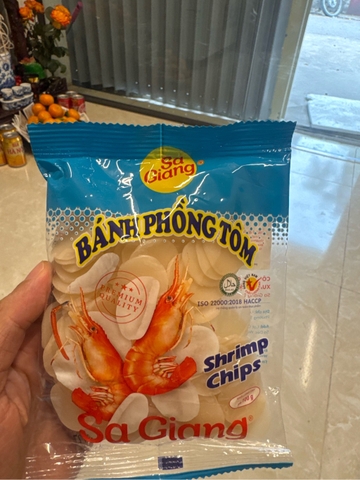 Sa
Giang®
BÁNH PHỒNG TÔM
PREMIUM
QUALITY
ISO 22000:2018 HACCP
Shrimp
Chips
Sa Giang®